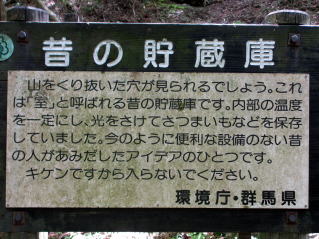 昔の貯蔵庫
山をくり抜いた穴が見られるでしょう。これ
は「室」と呼ばれる昔の貯蔵庫です。内部の温度
を一定にし、光をさけてさつまいもなどを保存
していました。今のように便利な設備のない昔
の人があみだしたアイデアのひとつです。
キケンですから入らないでください。
環境庁・群馬県